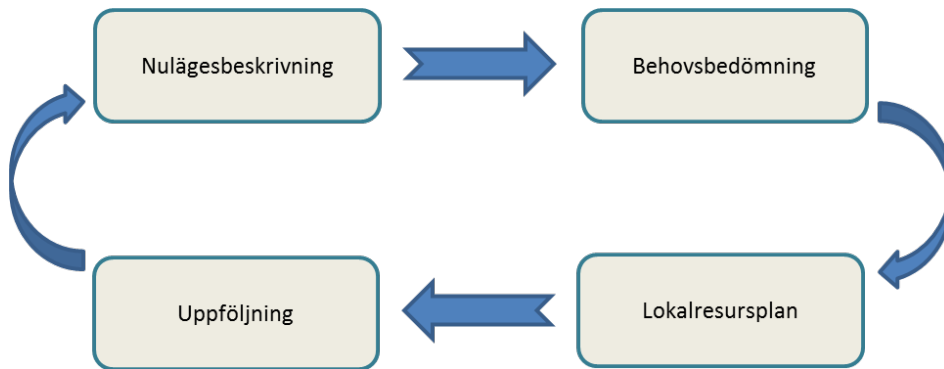 Nulägesbeskrivning
Behovsbedömning
Uppföljning
Lokalresursplan